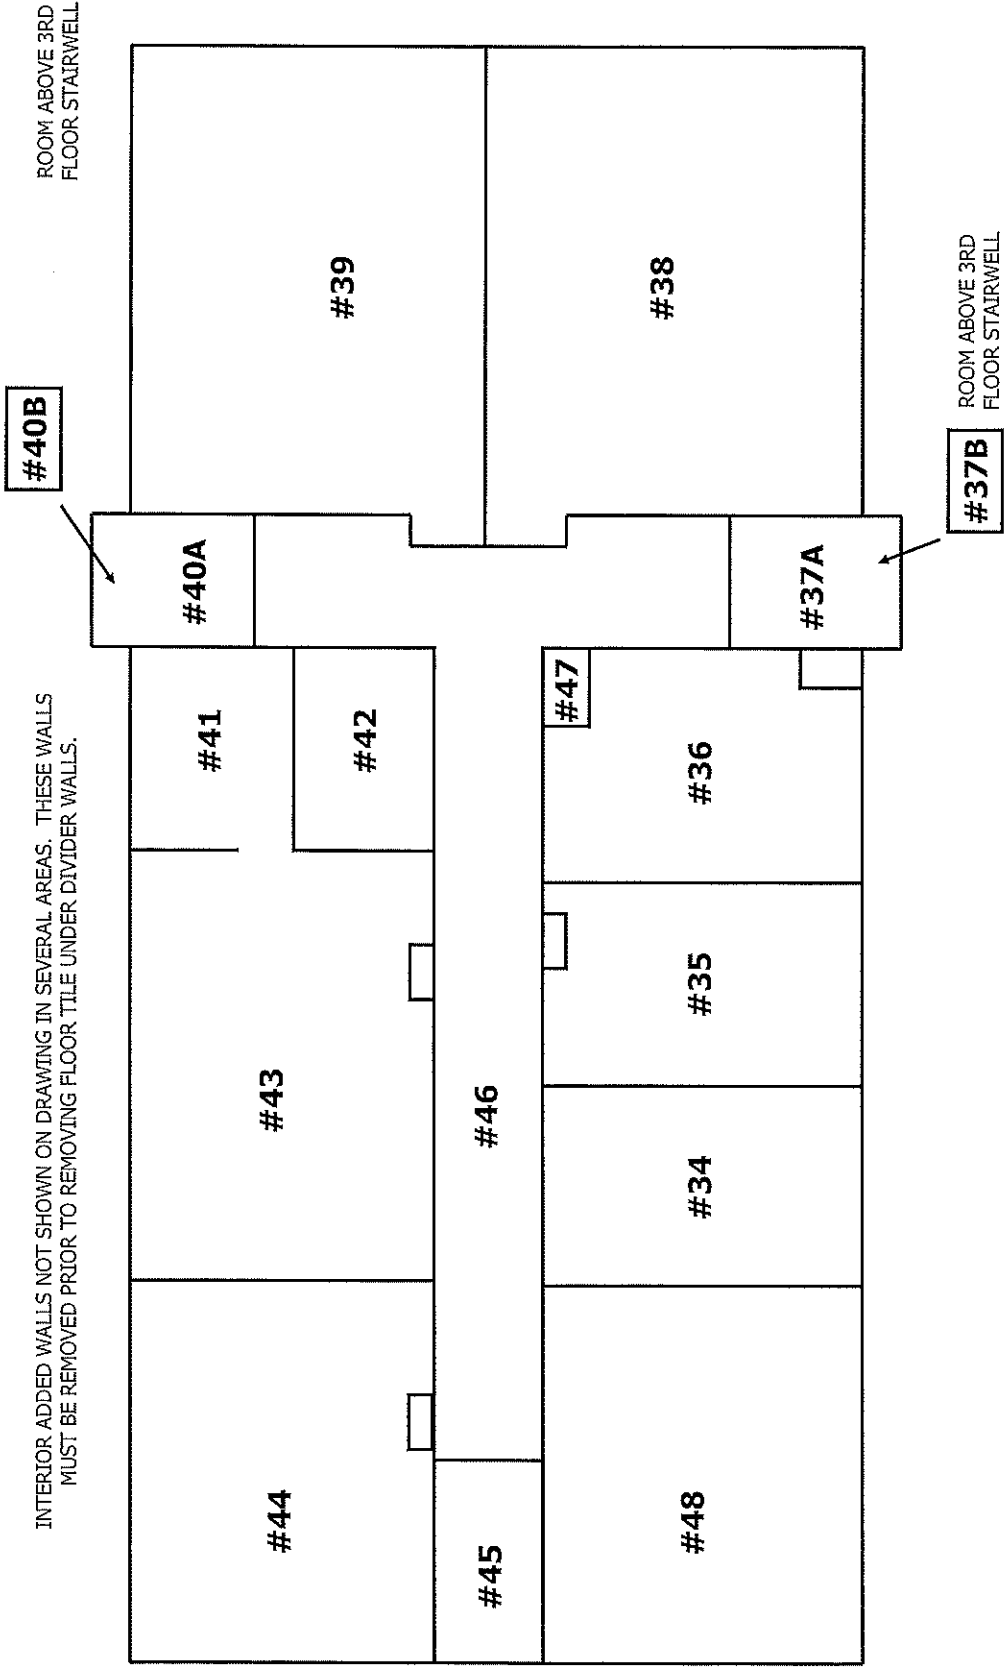 INTERIOR ADDED WALLS NOT SHOWN ON DRAWING IN SEVERAL AREAS.  THESE WALLS
MUST BE REMOVED PRIOR TO REMOVING FLOOR TILE UNDER DIVIDER WALLS.
#40B
ROOM ABOVE 3RD
FLOOR STAIRWELL
#44
#43
#41
#42
#40A
#39
#45
#46
#47
#38
#48
#34
#35
#36
#37A
#37B
ROOM ABOVE 3RD
FLOOR STAIRWELL